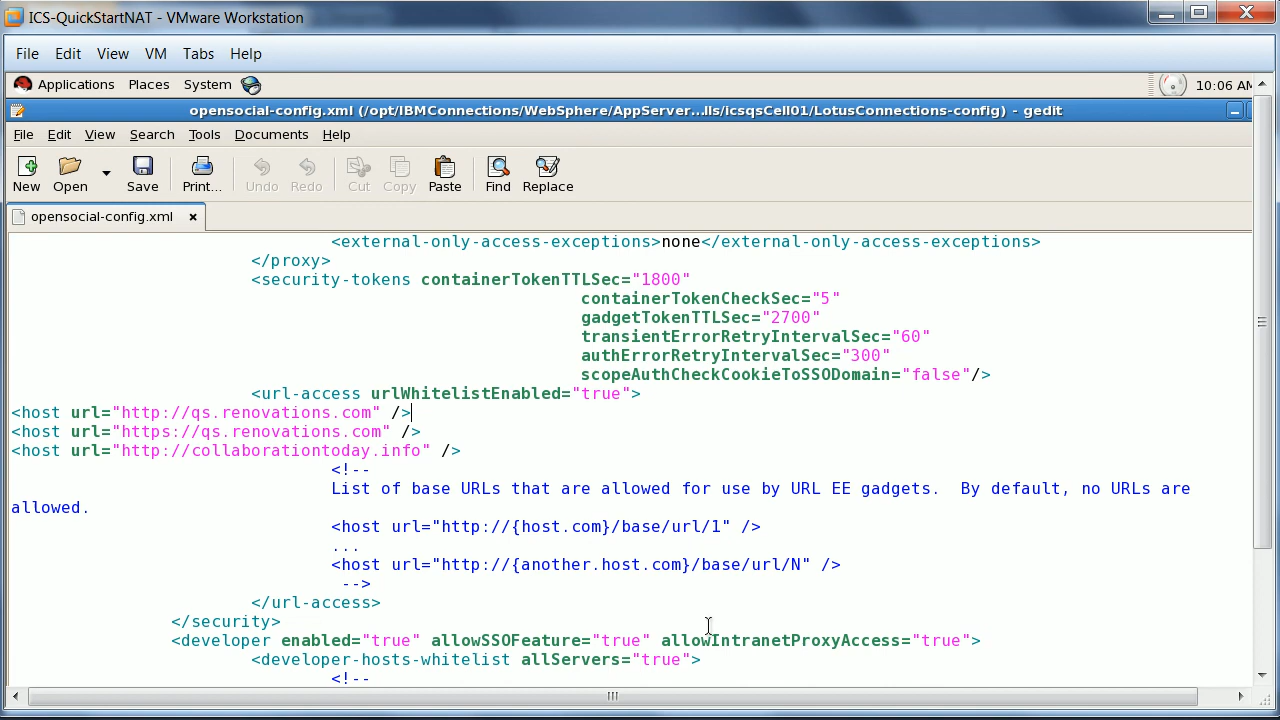 ICS-QuickStartNAT - VMware Workstation
File Edit View VM Tabs Help
Applications Places System 10:06 AM
opensocial-config.xml (/opt/IBMConnections/WebSphere/AppServer...lls/icsqsCell01/LotusConnections-config) - gedit
File Edit View Search Tools Documents Help
New Open Save Print... Undo Redo Cut Copy Paste Find Replace
opensocial-config.xml
<external-only-access-exceptions>none</external-only-access-exceptions>
</proxy>
<security-tokens containerTokenTTLSec="1800"
containerTokenCheckSec="5"
gadgetTokenTTLSec="2700"
transientErrorRetryIntervalSec="60"
authErrorRetryIntervalSec="300"
scopeAuthCheckCookieToSSODomain="false"/>
<url-access urlWhitelistEnabled="true">
<host url="http://qs.renovations.com" />
<host url="https://qs.renovations.com" />
<host url="http://collaborationtoday.info" />
<!--
List of base URLs that are allowed for use by URL EE gadgets.  By default, no URLs are
allowed.
<host url="http://{host.com}/base/url/1" />
...
<host url="http://{another.host.com}/base/url/N" />
-->
</url-access>
</security>
<developer enabled="true" allowSSOFeature="true" allowIntranetProxyAccess="true">
<developer-hosts-whitelist allServers="true">
<!--